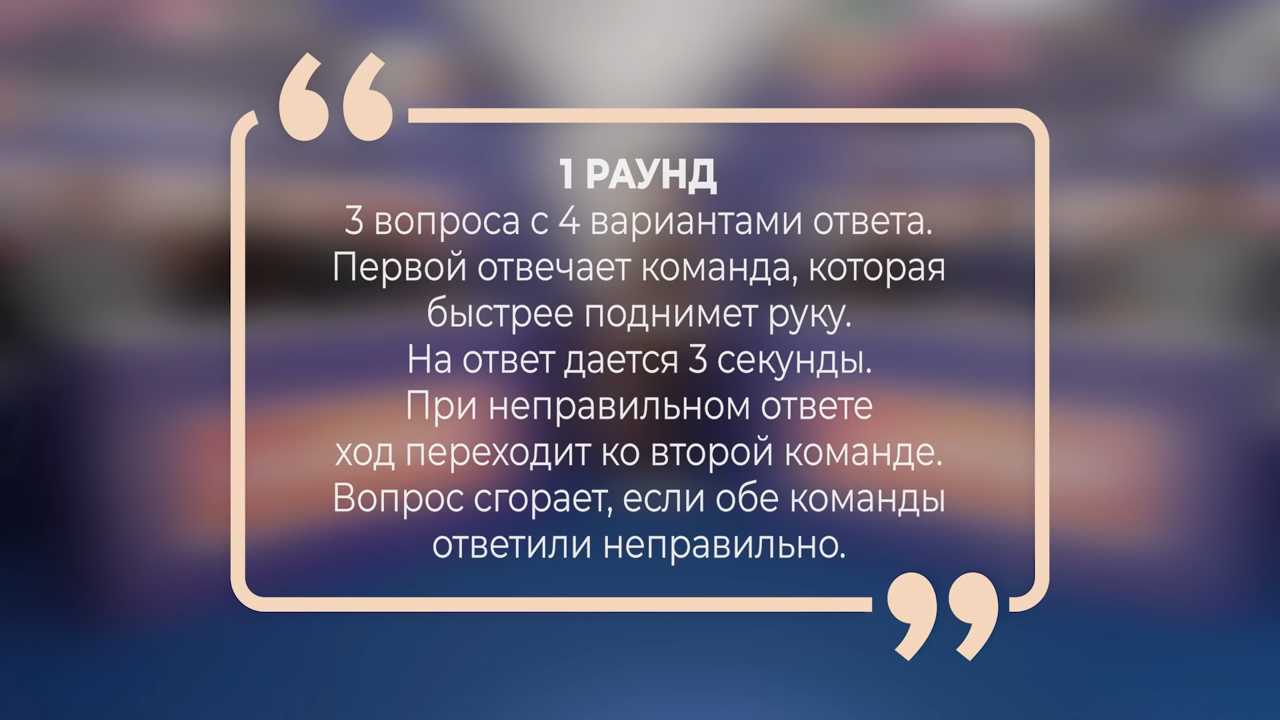 1 РАУНД
3 вопроса с 4 вариантами ответа.
Первой отвечает команда, которая
быстрее поднимет руку.
На ответ дается 3 секунды.
При неправильном ответе
ход переходит ко второй команде.
Вопрос сгорает, если обе команды
ответили неправильно.